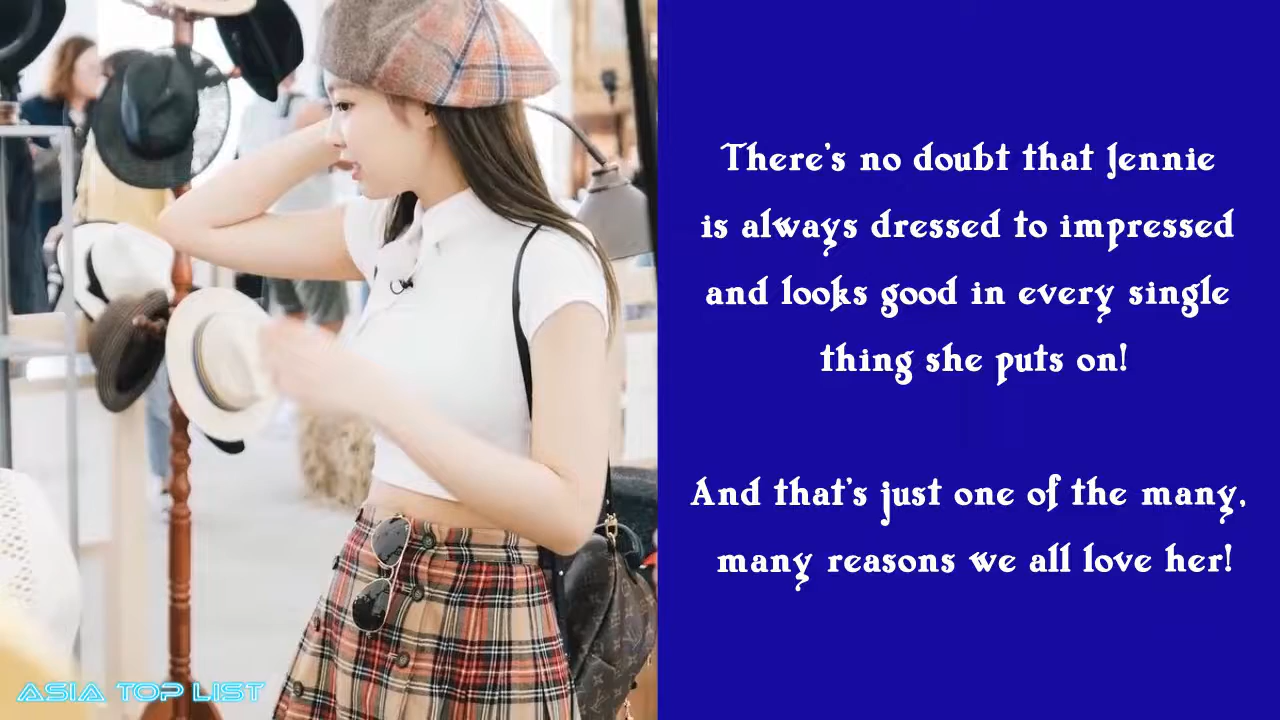 There's no doubt that Jennie
is always dressed to impressed
and looks good in every single
thing she puts on!
And that's just one of the many,
many reasons we all love her!
ASIA TOP LIST